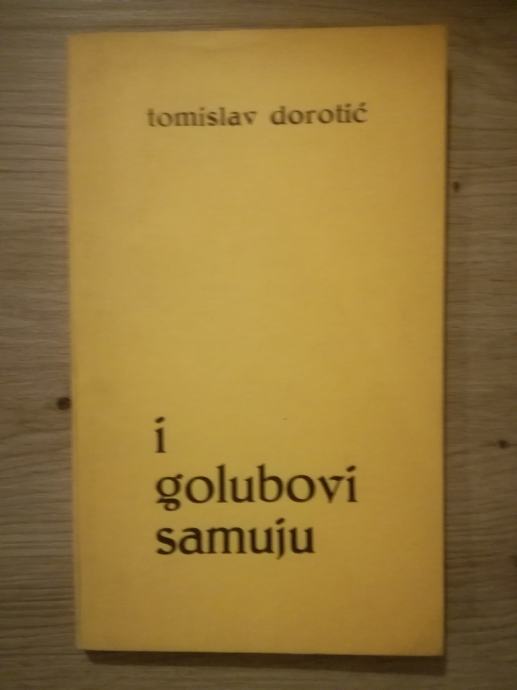 tomislav dorotić
i
golubovi
samuju